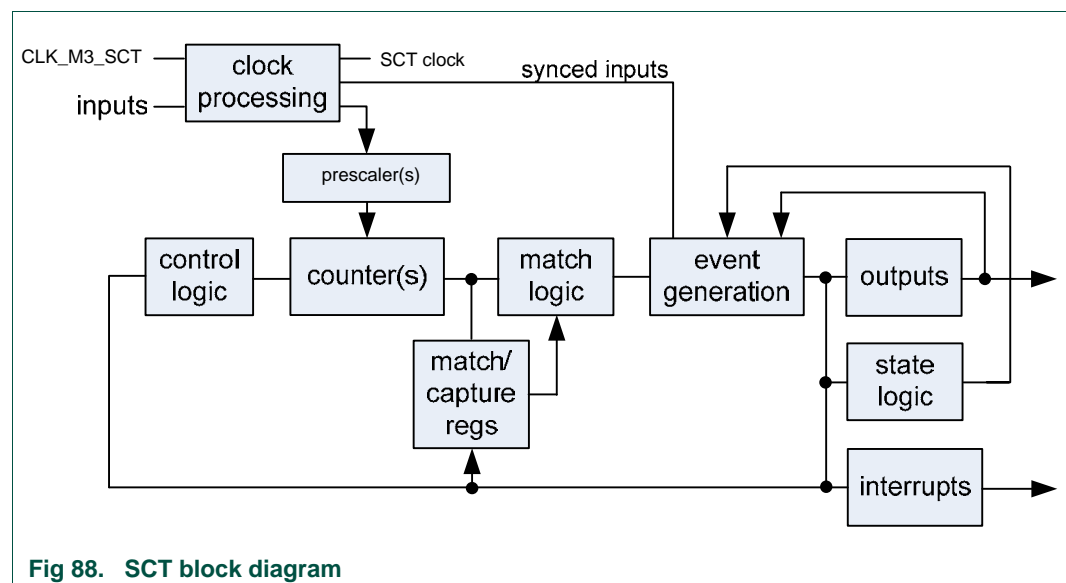 CLK_M3_SCT
inputs
clock
processing
SCT clock
synced inputs
prescaler(s)
control
logic
counter(s)
match
logic
event
generation
outputs
match/
capture
regs
state
logic
interrupts
Fig 88. SCT block diagram